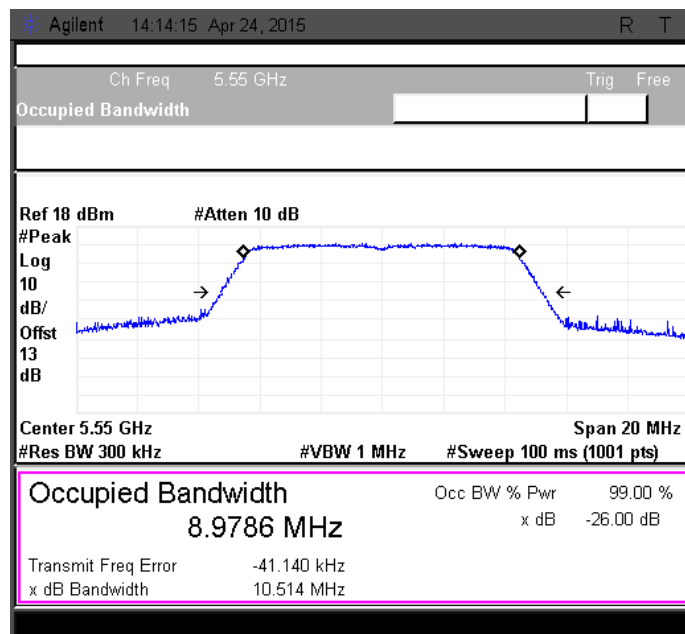 Agilent 14:14:15 Apr 24, 2015 R T
Ch Freq 5.55 GHz Trig Free
Occupied Bandwidth
Ref 18 dBm #Atten 10 dB
#Peak
Log
10
dB/
Offst
13
dB
Center 5.55 GHz Span 20 MHz
#Res BW 300 kHz #VBW 1 MHz #Sweep 100 ms (1001 pts)
Occupied Bandwidth Occ BW % Pwr 99.00 %
8.9786 MHz x dB -26.00 dB
Transmit Freq Error -41.140 kHz
x dB Bandwidth 10.514 MHz